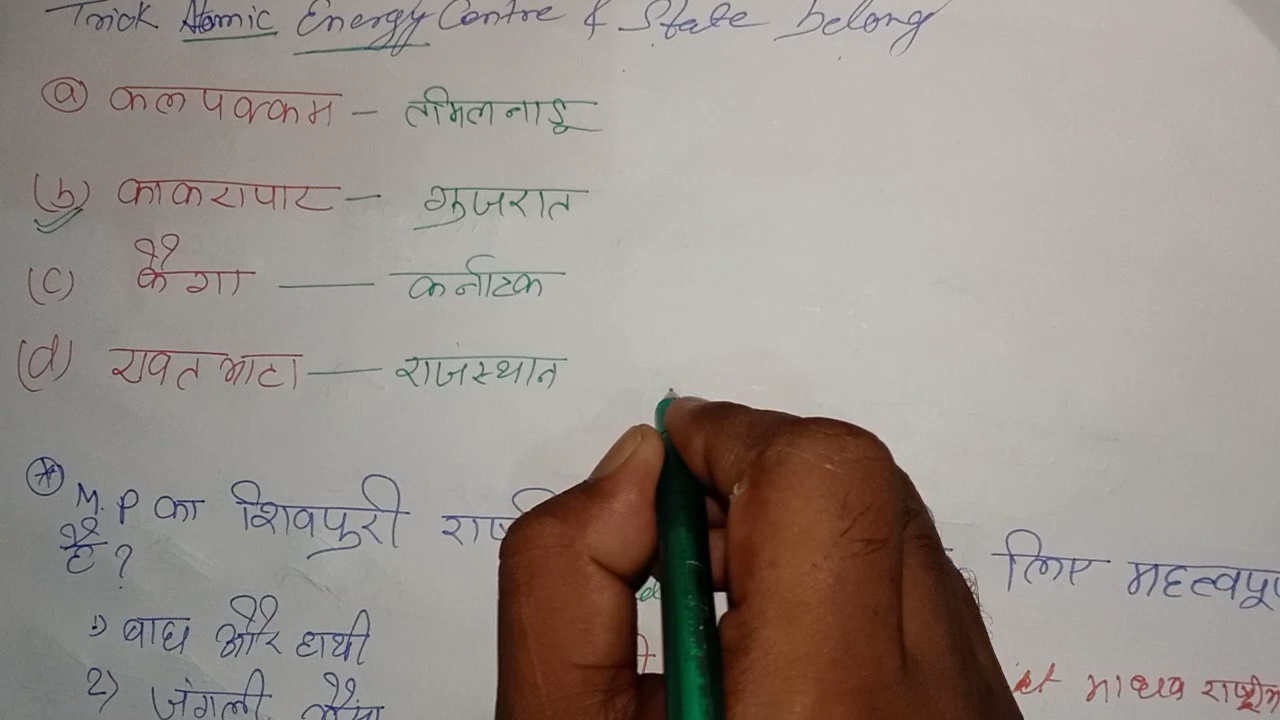 Trick Atomic Energy Centre & State belong
(a) कलपक्कम — तमिलनाडू
(b) काकरापार — गुजरात
(c) कैगा — कर्नाटक
(d) रावतभाटा — राजस्थान
* M.P का शिवपुरी लिए महत्वपू
है ?
1) बाघ और हाथी
2) जंगली भैंसा
माधव राष्ट्रीय